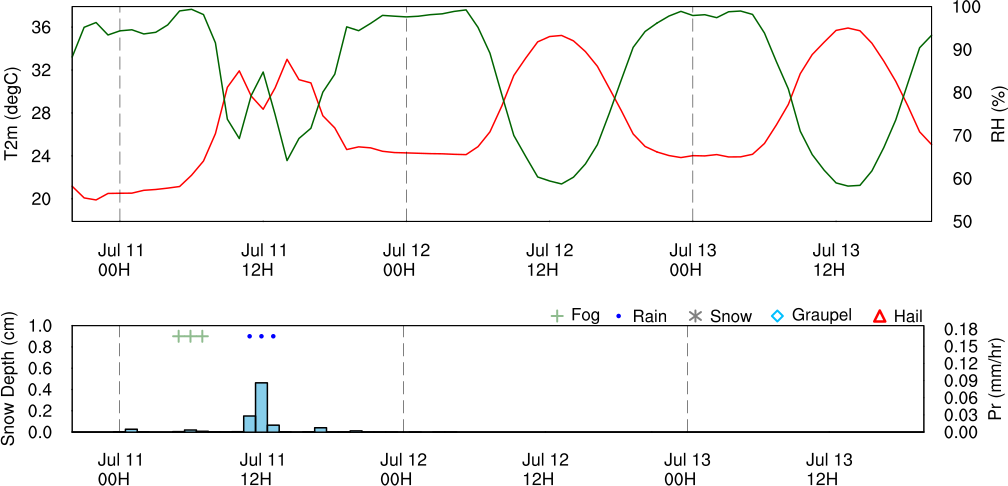 36
32
28
24
20
T2m (degC)
100
90
80
70
60
50
RH (%)
Jul 11 Jul 11 Jul 12 Jul 12 Jul 13 Jul 13
00H 12H 00H 12H 00H 12H
Fog Rain Snow Graupel Hail
1.0
0.8
0.6
0.4
0.2
0.0
Snow Depth (cm)
0.18
0.15
0.12
0.09
0.06
0.03
0.00
Pr (mm/hr)
Jul 11 Jul 11 Jul 12 Jul 12 Jul 13 Jul 13
00H 12H 00H 12H 00H 12H